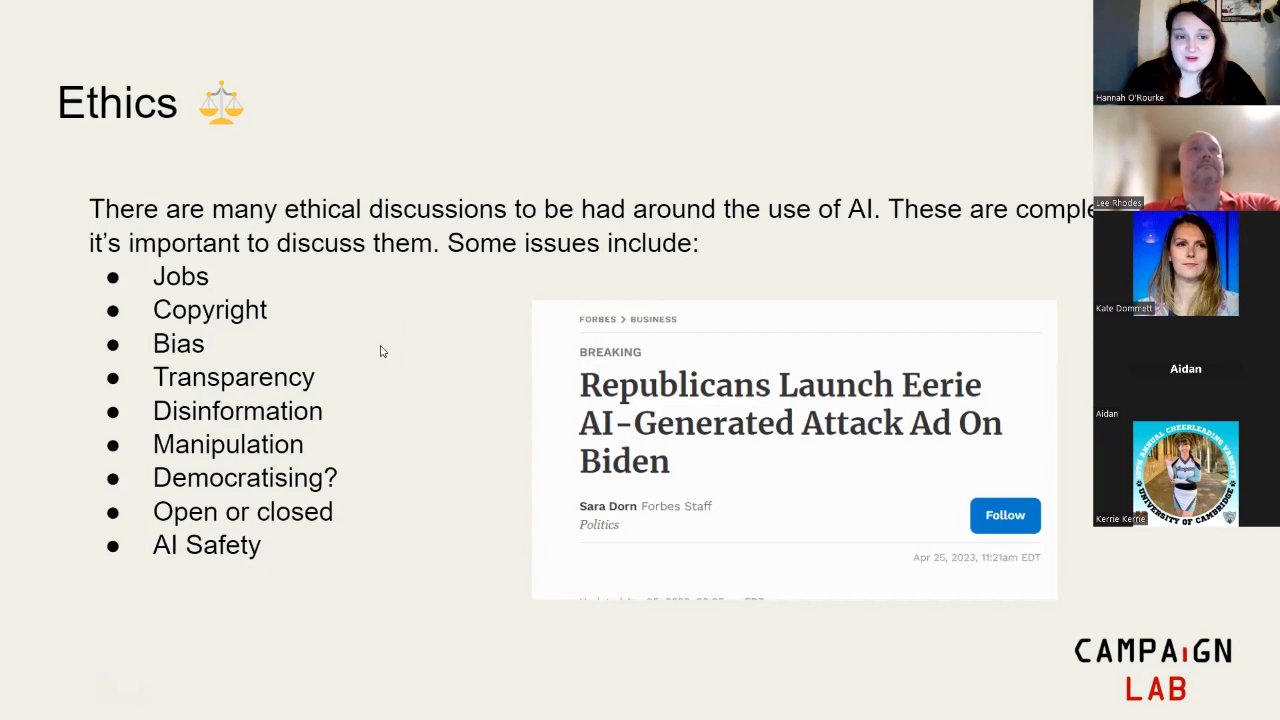 Ethics
There are many ethical discussions to be had around the use of AI. These are comple
it’s important to discuss them. Some issues include:
● Jobs
● Copyright
● Bias
● Transparency
● Disinformation
● Manipulation
● Democratising?
● Open or closed
● AI Safety
FORBES > BUSINESS
BREAKING
Republicans Launch Eerie
AI-Generated Attack Ad On
Biden
Sara Dorn Forbes Staff
Politics
Follow
Apr 25, 2023, 11:21am EDT
CAMPAiGN
LAB
Hannah O'Rourke
Lee Rhodes
Kate Dommett
Aidan
Aidan
ANNUAL CHEERLEADING VARSITY
UNIVERSITY OF CAMBRIDGE
Kerrie Kerrie